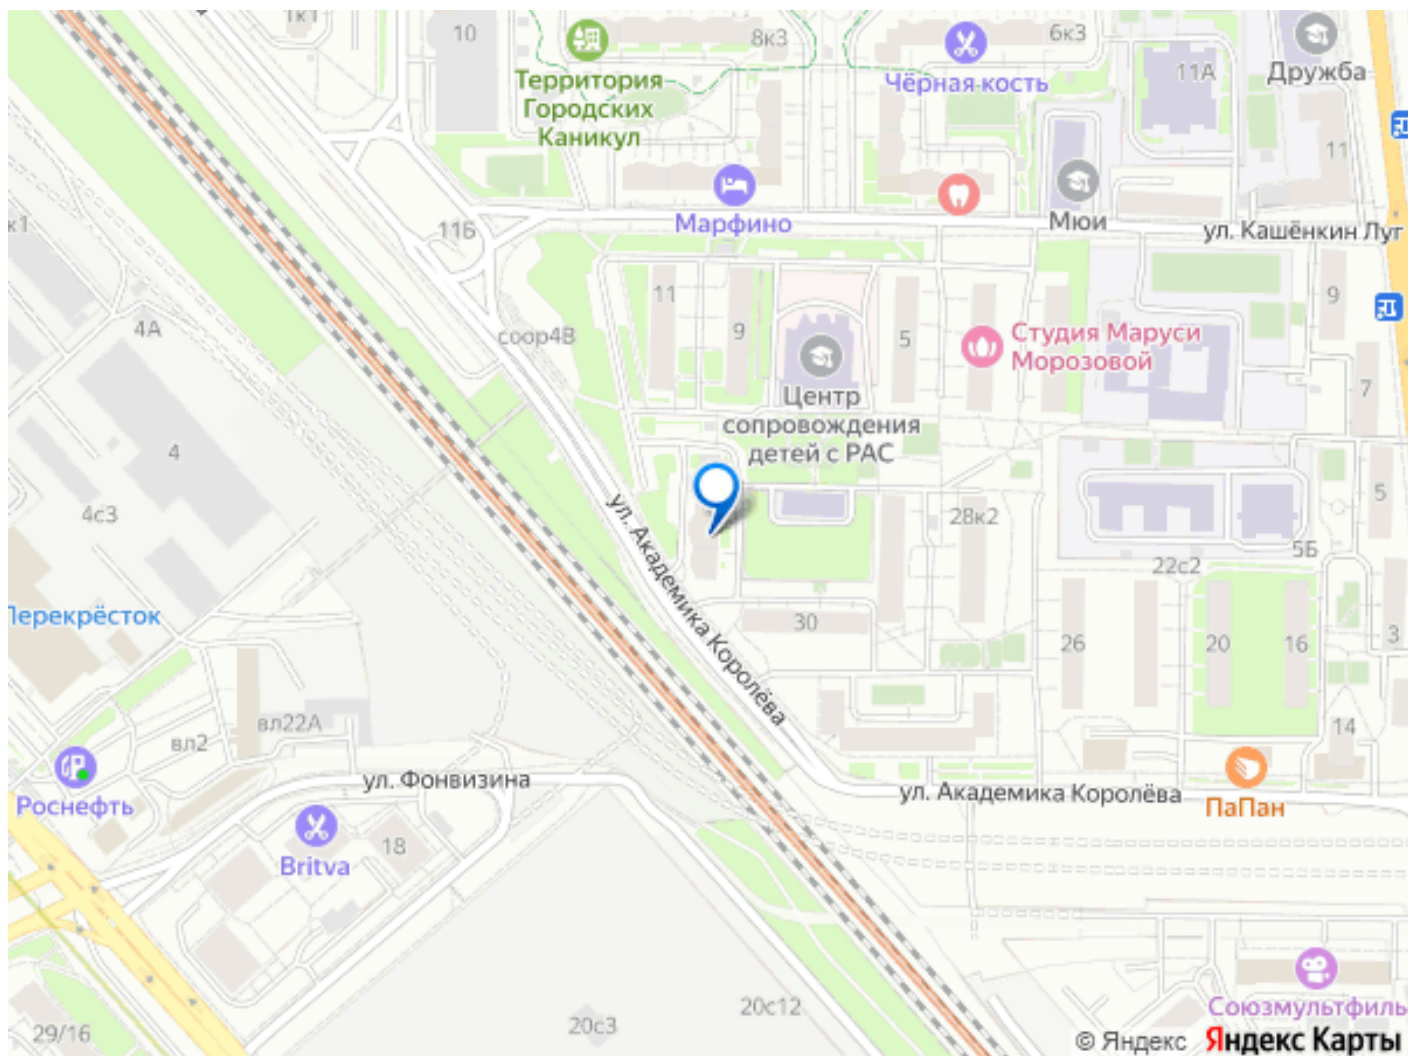 1к1
10
8к3
6к3
Территория
Городских
Каникул
Чёрная кость
11А
Дружба
11
Марфино
Мюи
ул. Кашёнкин Луг
11Б
к1
4А
соор4В
11
9
5
9
Студия Маруси
Морозовой
7
Центр
сопровождения
детей с РАС
4
4с3
ул. Академика Королёва
28к2
5
5Б
22с2
Перекрёсток
30
26
20
16
3
вл22А
вл2
14
ул. Фонвизина
ул. Академика Королёва
Роснефть
ПаПан
18
Britva
20с12
20с3
29/16
Союзмультфиль
© Яндекс Яндекс Карты